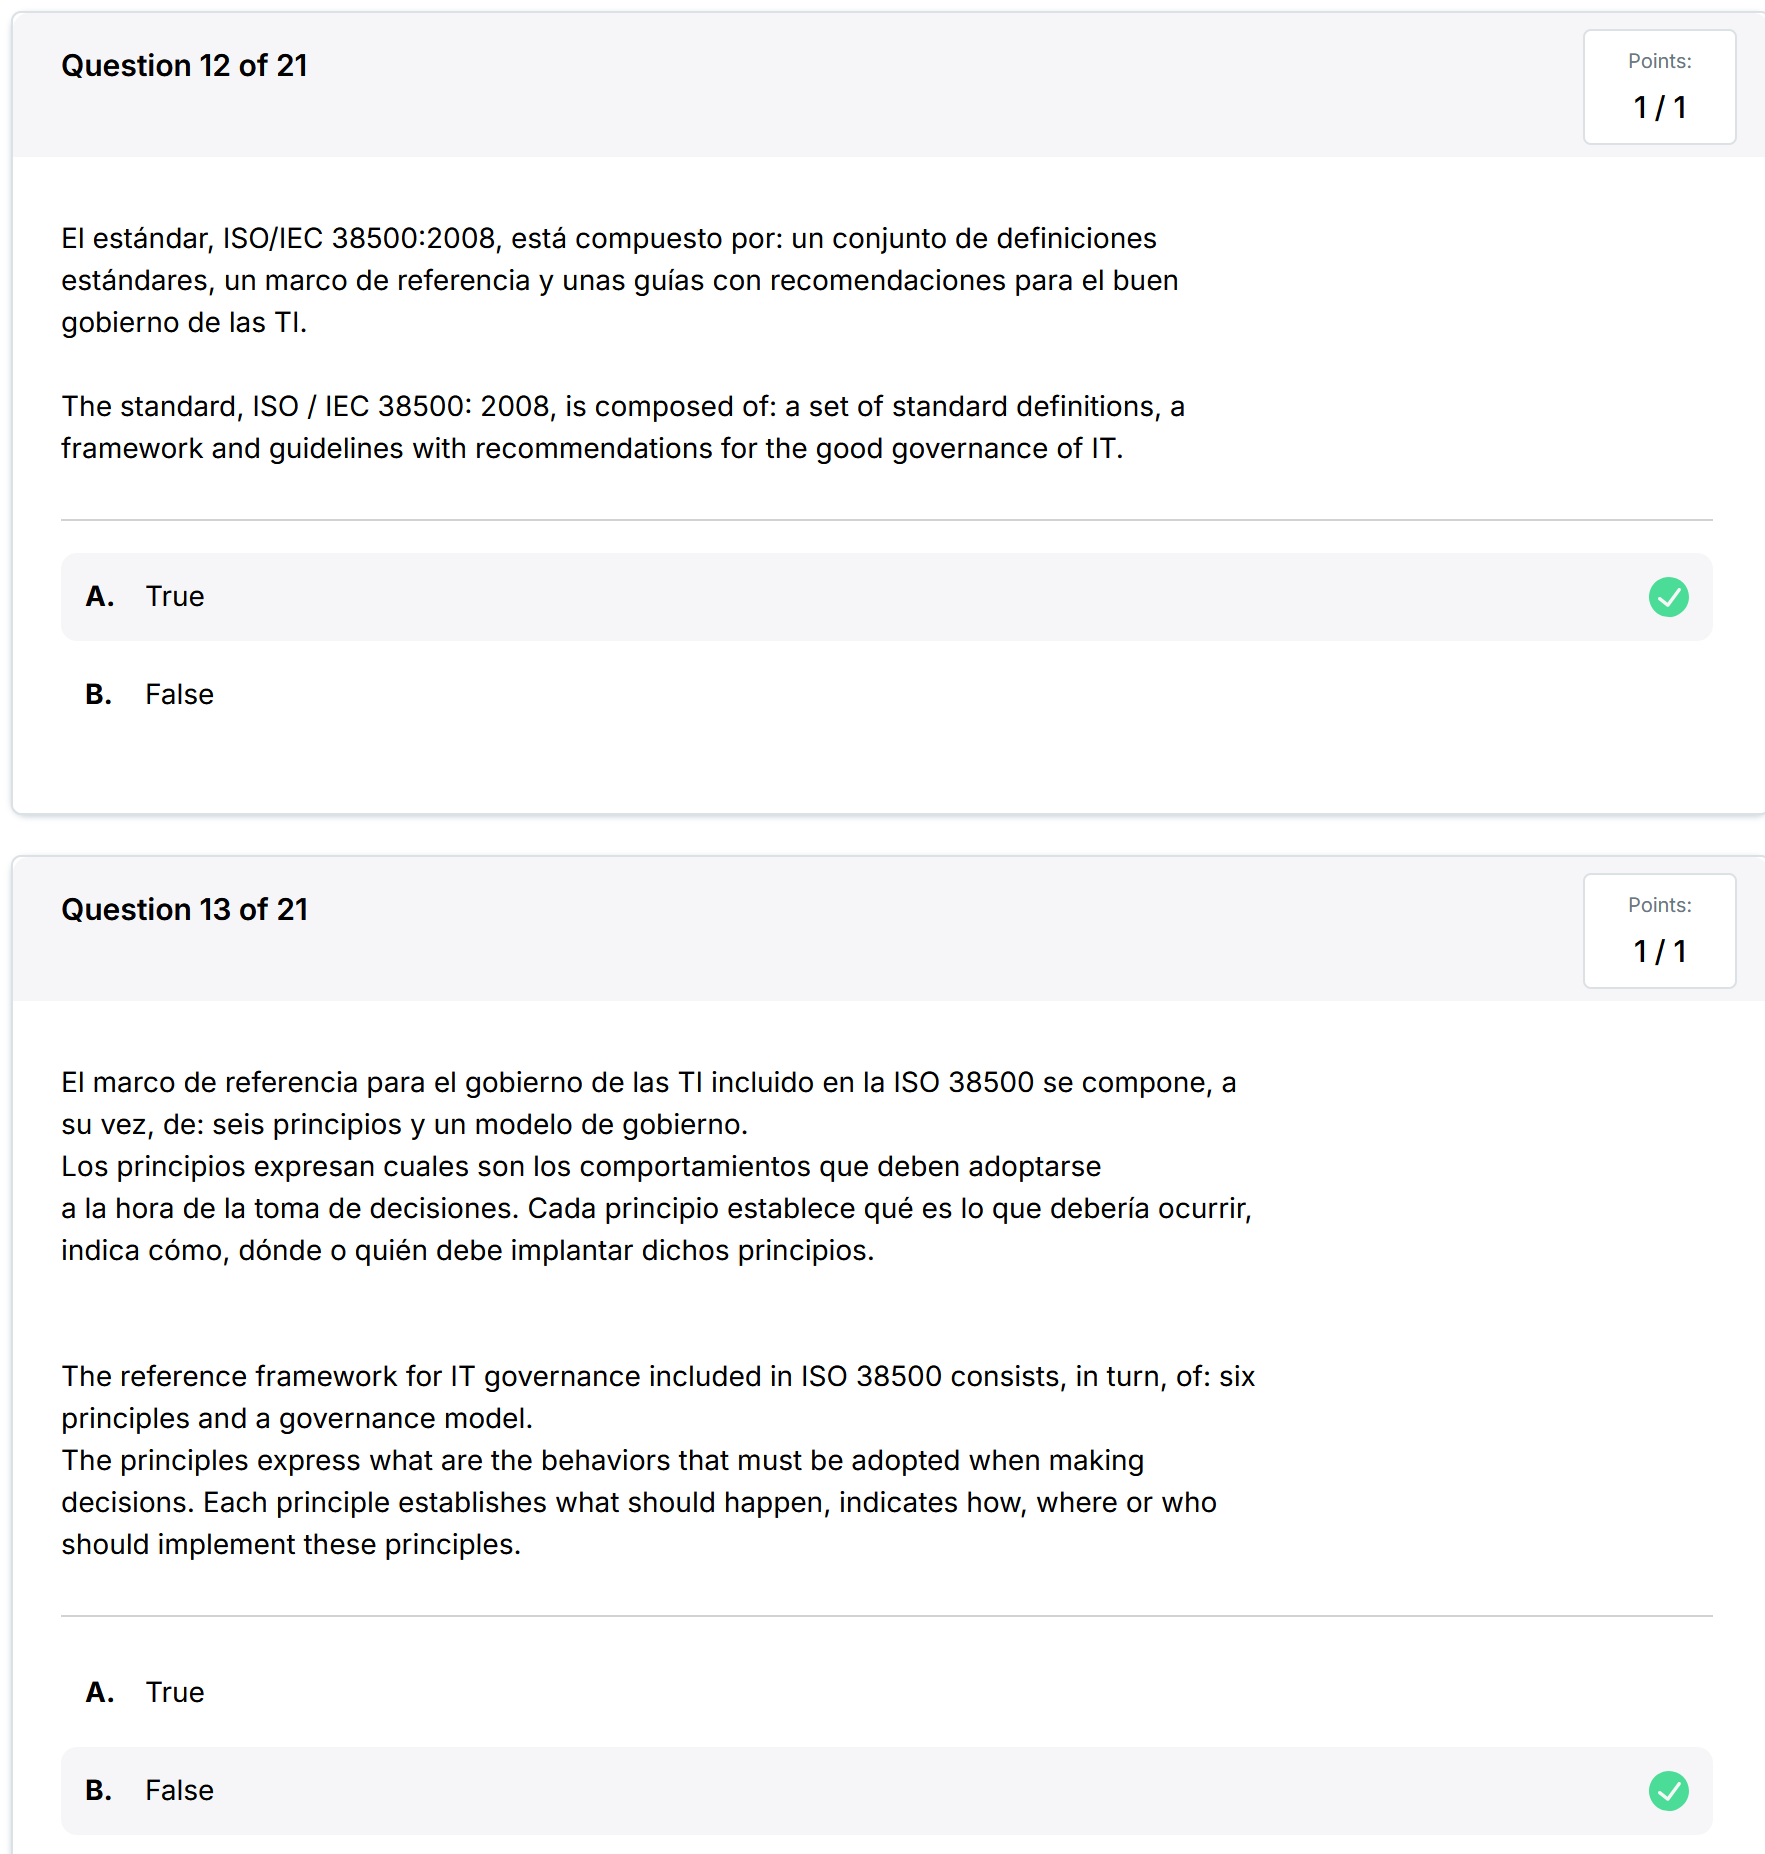 Question 12 of 21
Points:
1 / 1
El estándar, ISO/IEC 38500:2008, está compuesto por: un conjunto de definiciones
estándares, un marco de referencia y unas guías con recomendaciones para el buen
gobierno de las TI.
The standard, ISO / IEC 38500: 2008, is composed of: a set of standard definitions, a
framework and guidelines with recommendations for the good governance of IT.
A. True
B. False
Question 13 of 21
Points:
1 / 1
El marco de referencia para el gobierno de las TI incluido en la ISO 38500 se compone, a
su vez, de: seis principios y un modelo de gobierno.
Los principios expresan cuales son los comportamientos que deben adoptarse
a la hora de la toma de decisiones. Cada principio establece qué es lo que debería ocurrir,
indica cómo, dónde o quién debe implantar dichos principios.
The reference framework for IT governance included in ISO 38500 consists, in turn, of: six
principles and a governance model.
The principles express what are the behaviors that must be adopted when making
decisions. Each principle establishes what should happen, indicates how, where or who
should implement these principles.
A. True
B. False